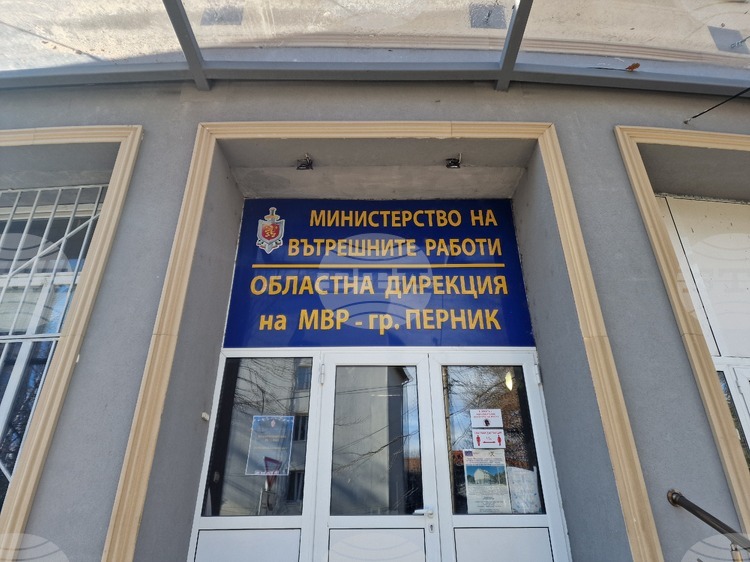 МИНИСТЕРСТВО НА
ВЪТРЕШНИТЕ РАБОТИ
ОБЛАСТНА ДИРЕКЦИЯ
на МВР - гр. ПЕРНИК